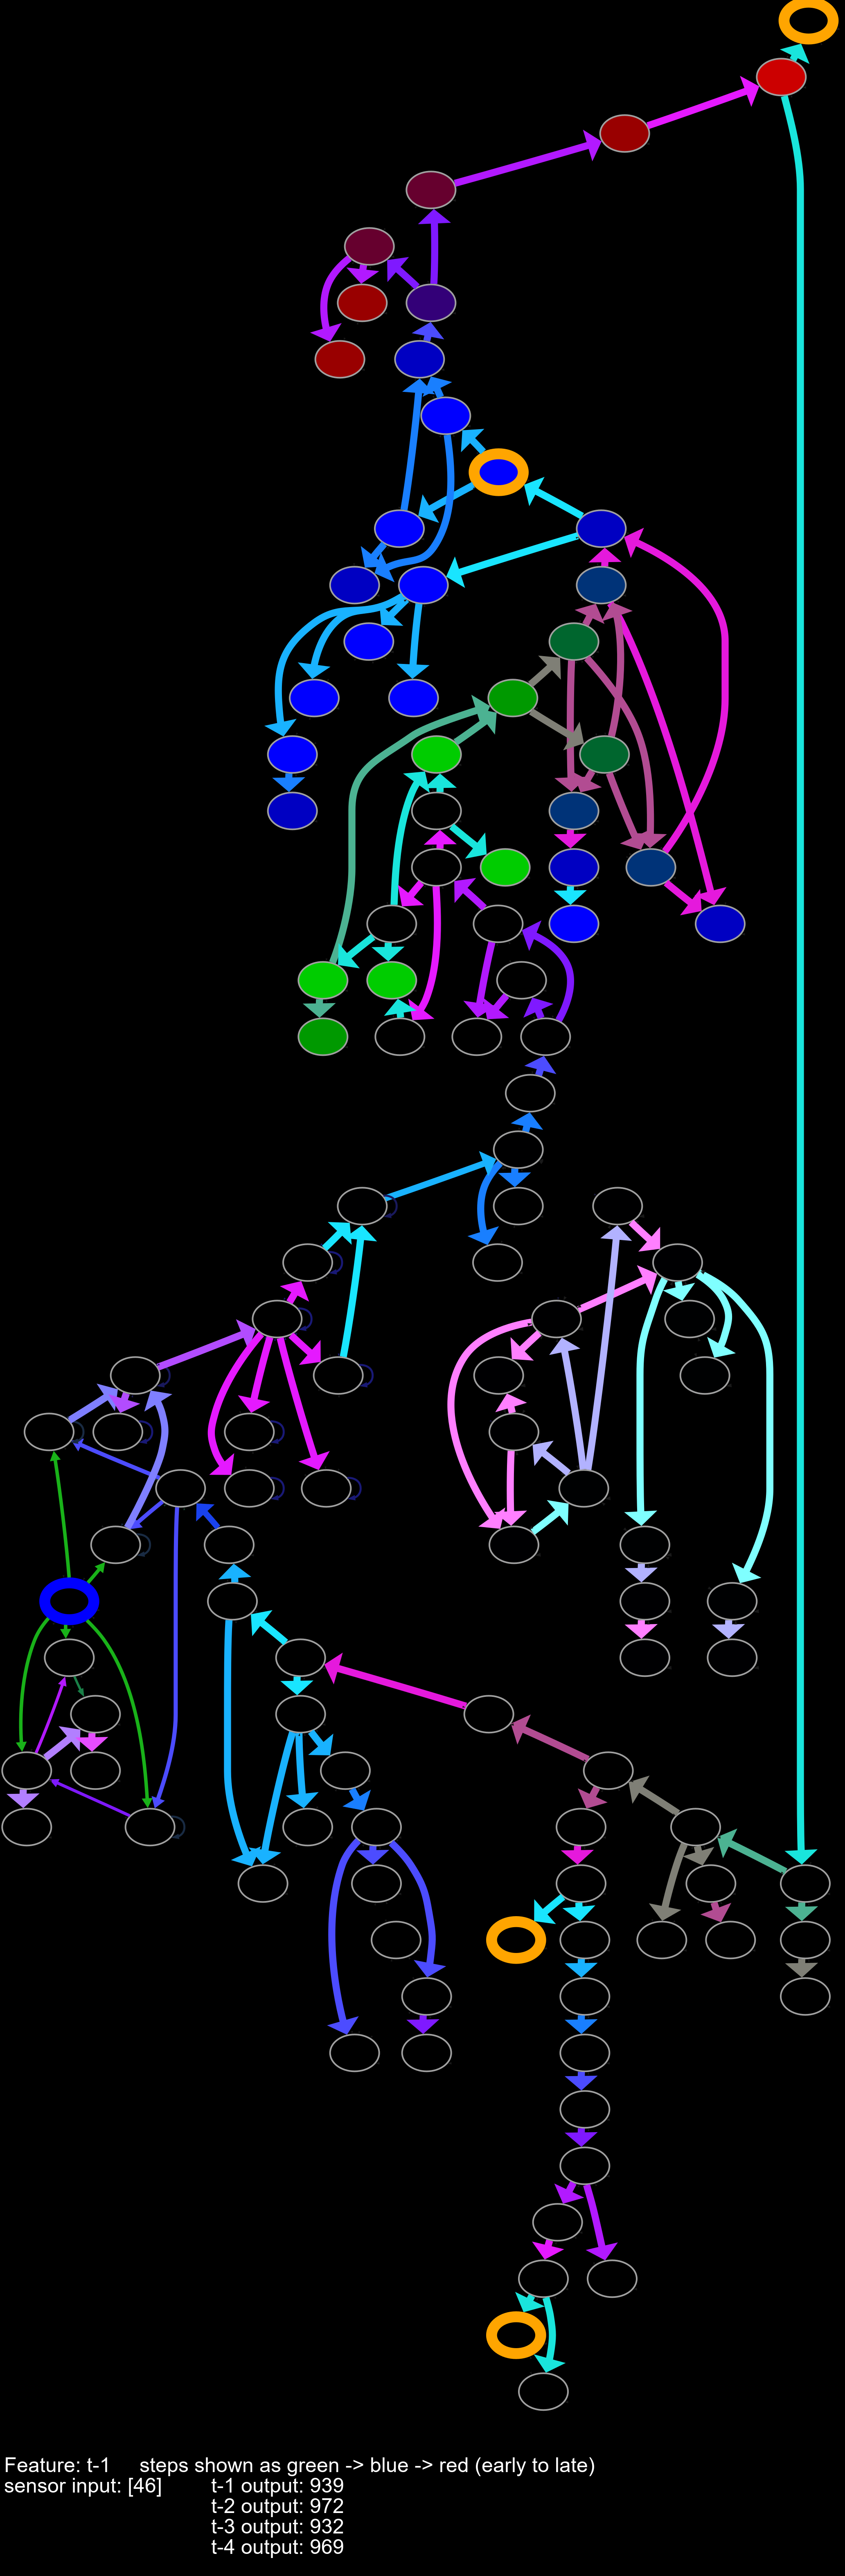 Feature: t-1 steps shown as green -> blue -> red (early to late)
sensor input: [46] t-1 output: 939
t-2 output: 972
t-3 output: 932
t-4 output: 969